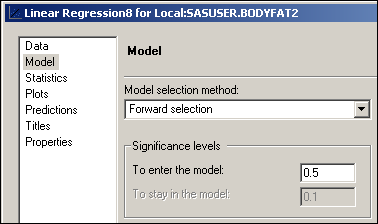 Linear Regression8 for Local:SASUSER.BODYFAT2
Data
Model
Statistics
Plots
Predictions
Titles
Properties
Model
Model selection method:
Forward selection
Significance levels
To enter the model:
0.5
To stay in the model:
0.1